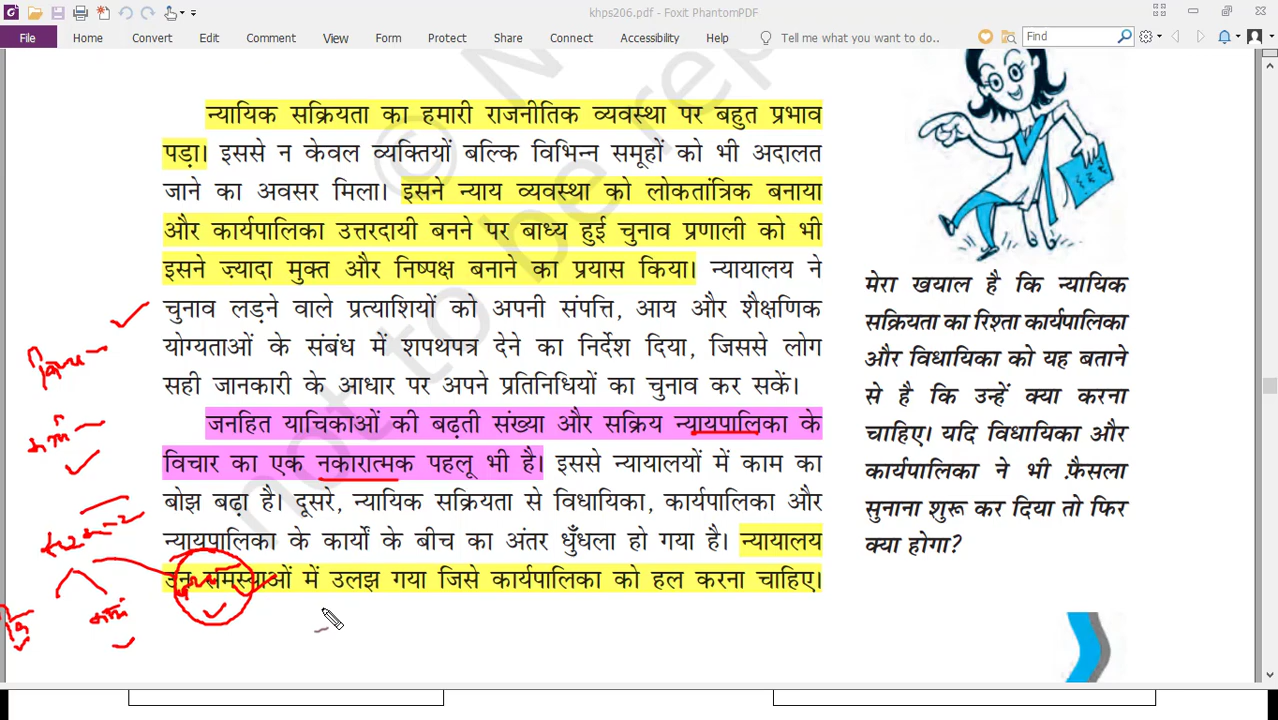 khps206.pdf - Foxit PhantomPDF
File Home Convert Edit Comment View Form Protect Share Connect Accessibility Help Tell me what you want to do.. Find
न्यायिक सक्रियता का हमारी राजनीतिक व्यवस्था पर बहुत प्रभाव
पड़ा। इससे न केवल व्यक्तियों बल्कि विभिन्न समूहों को भी अदालत
जाने का अवसर मिला। इसने न्याय व्यवस्था को लोकतांत्रिक बनाया
और कार्यपालिका उत्तरदायी बनने पर बाध्य हुई चुनाव प्रणाली को भी
इसने ज़्यादा मुक्त और निष्पक्ष बनाने का प्रयास किया। न्यायालय ने
चुनाव लड़ने वाले प्रत्याशियों को अपनी संपत्ति, आय और शैक्षणिक
योग्यताओं के संबंध में शपथपत्र देने का निर्देश दिया, जिससे लोग
सही जानकारी के आधार पर अपने प्रतिनिधियों का चुनाव कर सकें।
जनहित याचिकाओं की बढ़ती संख्या और सक्रिय न्यायपालिका के
विचार का एक नकारात्मक पहलू भी है। इससे न्यायालयों में काम का
बोझ बढ़ा है। दूसरे, न्यायिक सक्रियता से विधायिका, कार्यपालिका और
न्यायपालिका के कार्यों के बीच का अंतर धुँधला हो गया है। न्यायालय
उन समस्याओं में उलझ गया जिसे कार्यपालिका को हल करना चाहिए।
मेरा खयाल है कि न्यायिक
सक्रियता का रिश्ता कार्यपालिका
और विधायिका को यह बताने
से है कि उन्हें क्या करना
चाहिए। यदि विधायिका और
कार्यपालिका ने भी फ़ैसला
सुनाना शुरू कर दिया तो फिर
क्या होगा?
© N
not to be rep